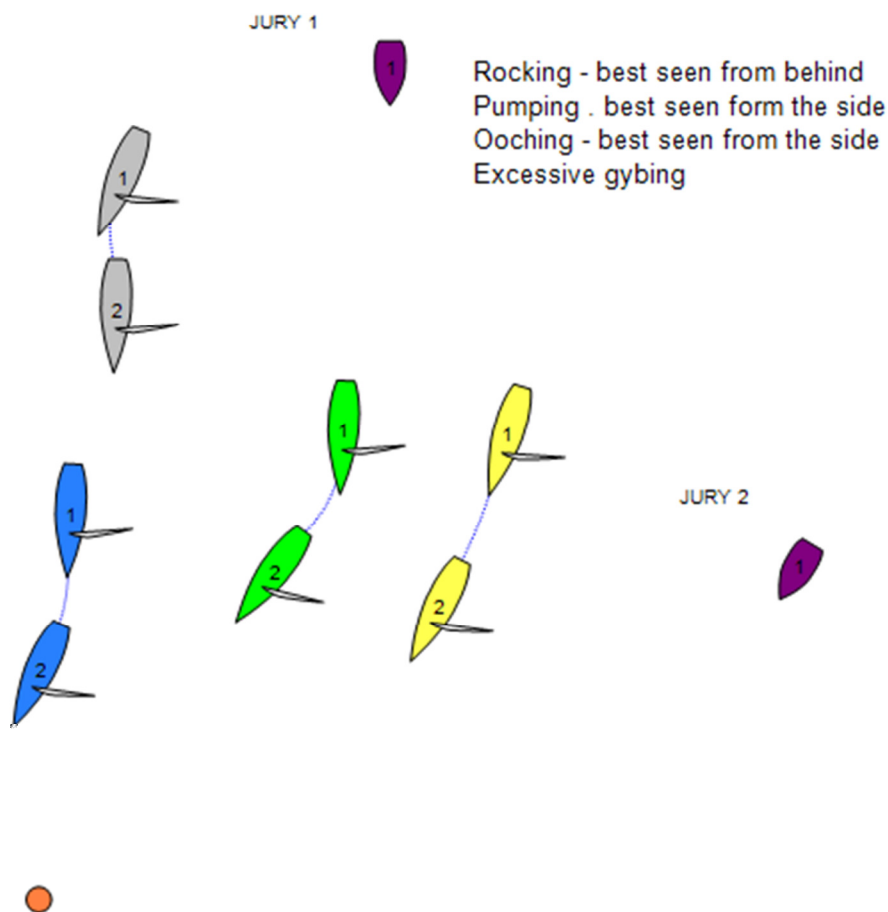 JURY 1
1
Rocking - best seen from behind
Pumping . best seen form the side
Ooching - best seen from the side
Excessive gybing
1
2
1
1
1
2
2
2
JURY 2
1